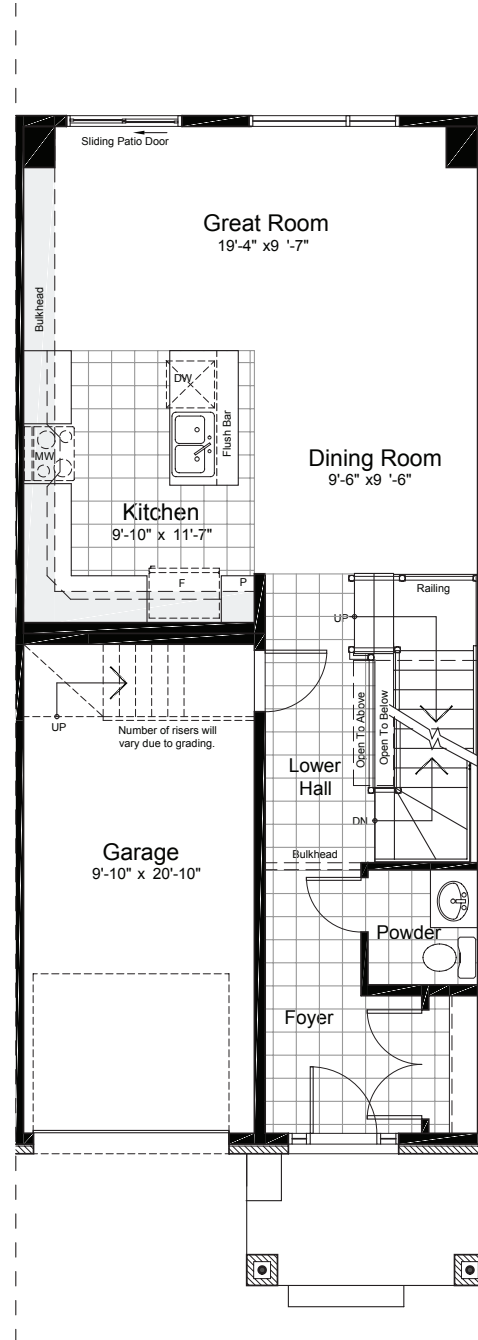 Sliding Patio Door
Great Room
19'-4" x9 '-7"
Bulkhead
DW
Flush Bar
MW
Dining Room
9'-6" x9 '-6"
Kitchen
9'-10" x 11'-7"
F
P
Railing
UP
UP
Number of risers will
vary due to grading.
Open To Above
Open To Below
Lower
Hall
DN
Garage
9'-10" x 20'-10"
Bulkhead
Powder
Foyer